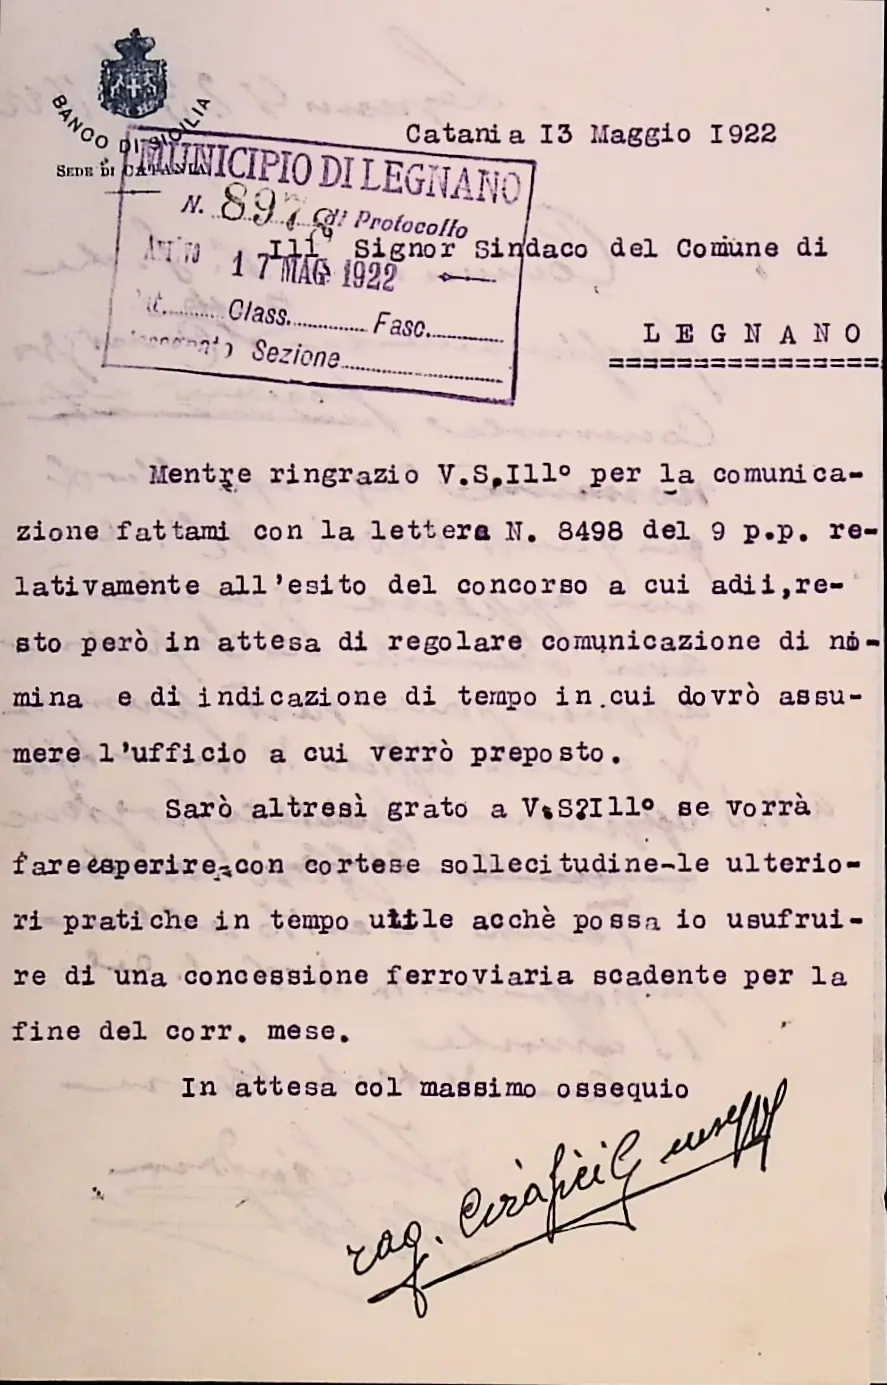 BANCO DI SICILIA
SEDE DI CATANIA
Catania 13 Maggio 1922
MUNICIPIO DI LEGNANO
N. di Protocollo
Ill° Signor Sindaco del Comune di
17 MAG 1922
Class. Fasc.
Sezione
L E G N A N O
===================
Mentre ringrazio V.S.Ill° per la comunica-
zione fattami con la lettera N. 8498 del 9 p.p. re-
lativamente all'esito del concorso a cui adii,re-
sto però in attesa di regolare comunicazione di no-
mina e di indicazione di tempo in cui dovrò assu-
mere l'ufficio a cui verrò preposto.
Sarò altresì grato a V.S?Ill° se vorrà
fare esperire-con cortese sollecitudine-le ulterio-
ri pratiche in tempo utile acchè possa io usufrui-
re di una concessione ferroviaria scadente per la
fine del corr. mese.
In attesa col massimo ossequio
rag. Ciràfici Giuseppe